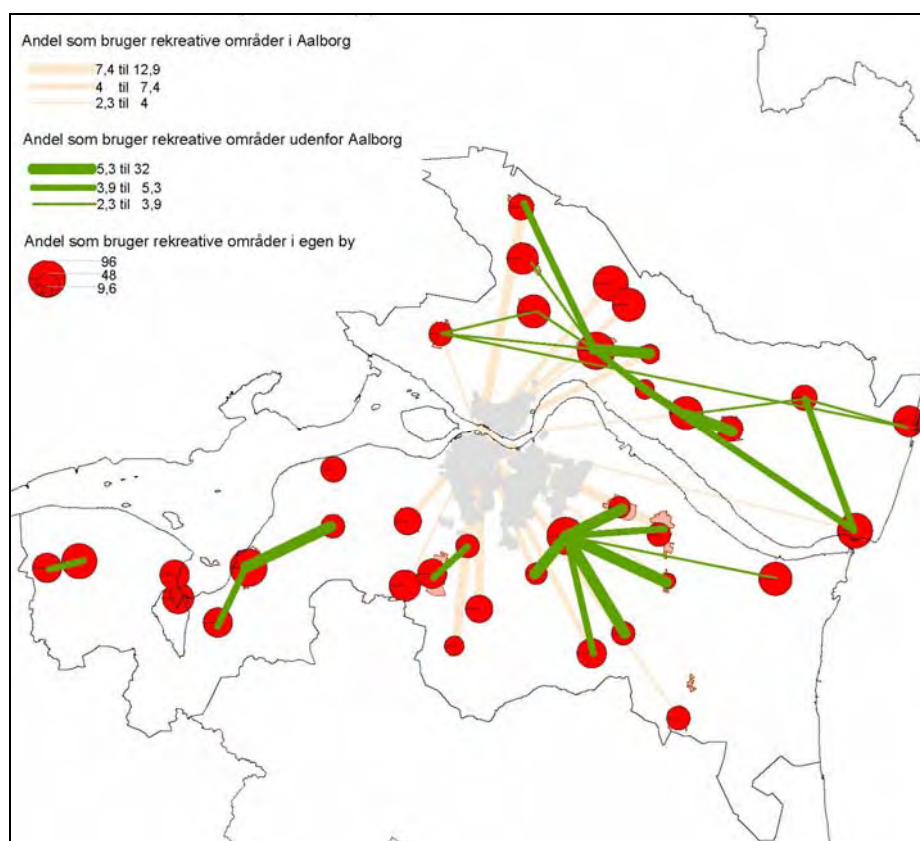 Andel som bruger rekreative områder i Aalborg
7,4 til 12,9
4 til 7,4
2,3 til 4
Andel som bruger rekreative områder udenfor Aalborg
5,3 til 32
3,9 til 5,3
2,3 til 3,9
Andel som bruger rekreative områder i egen by
96
48
9,6